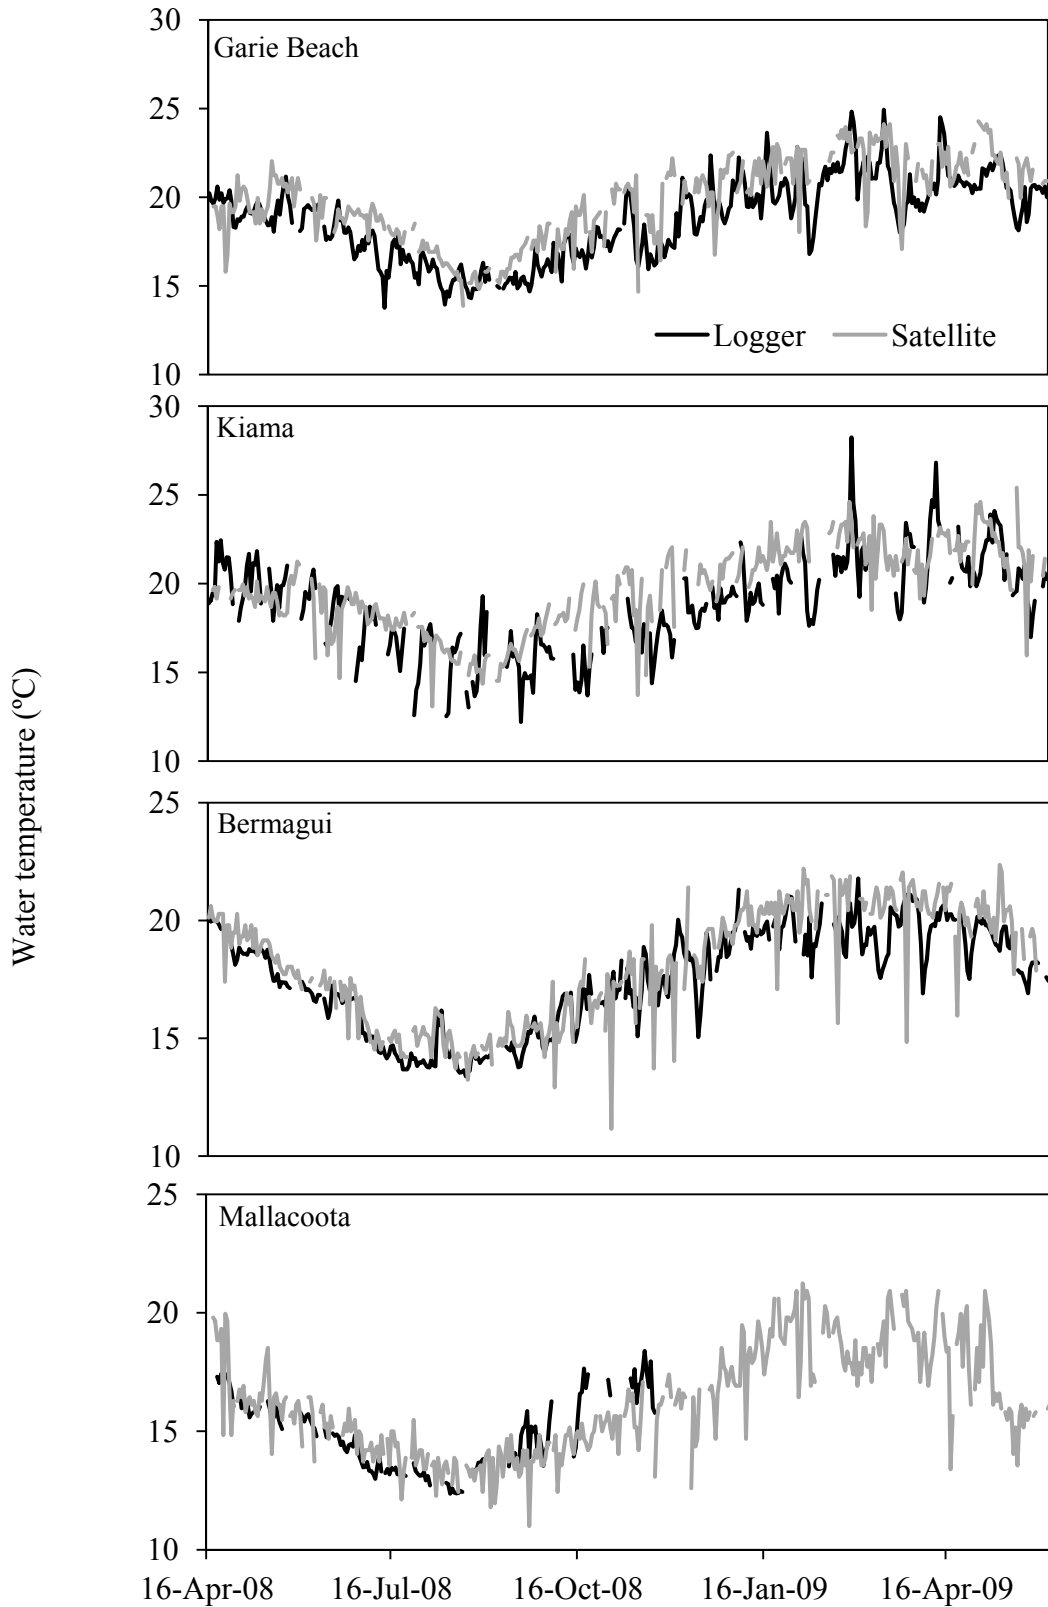 30
Garie Beach
25
20
15
Logger Satellite
10
30
Kiama
25
20
15
10
Water temperature (ºC)
25
Bermagui
20
15
10
25
Mallacoota
20
15
10
16-Apr-08 16-Jul-08 16-Oct-08 16-Jan-09 16-Apr-09